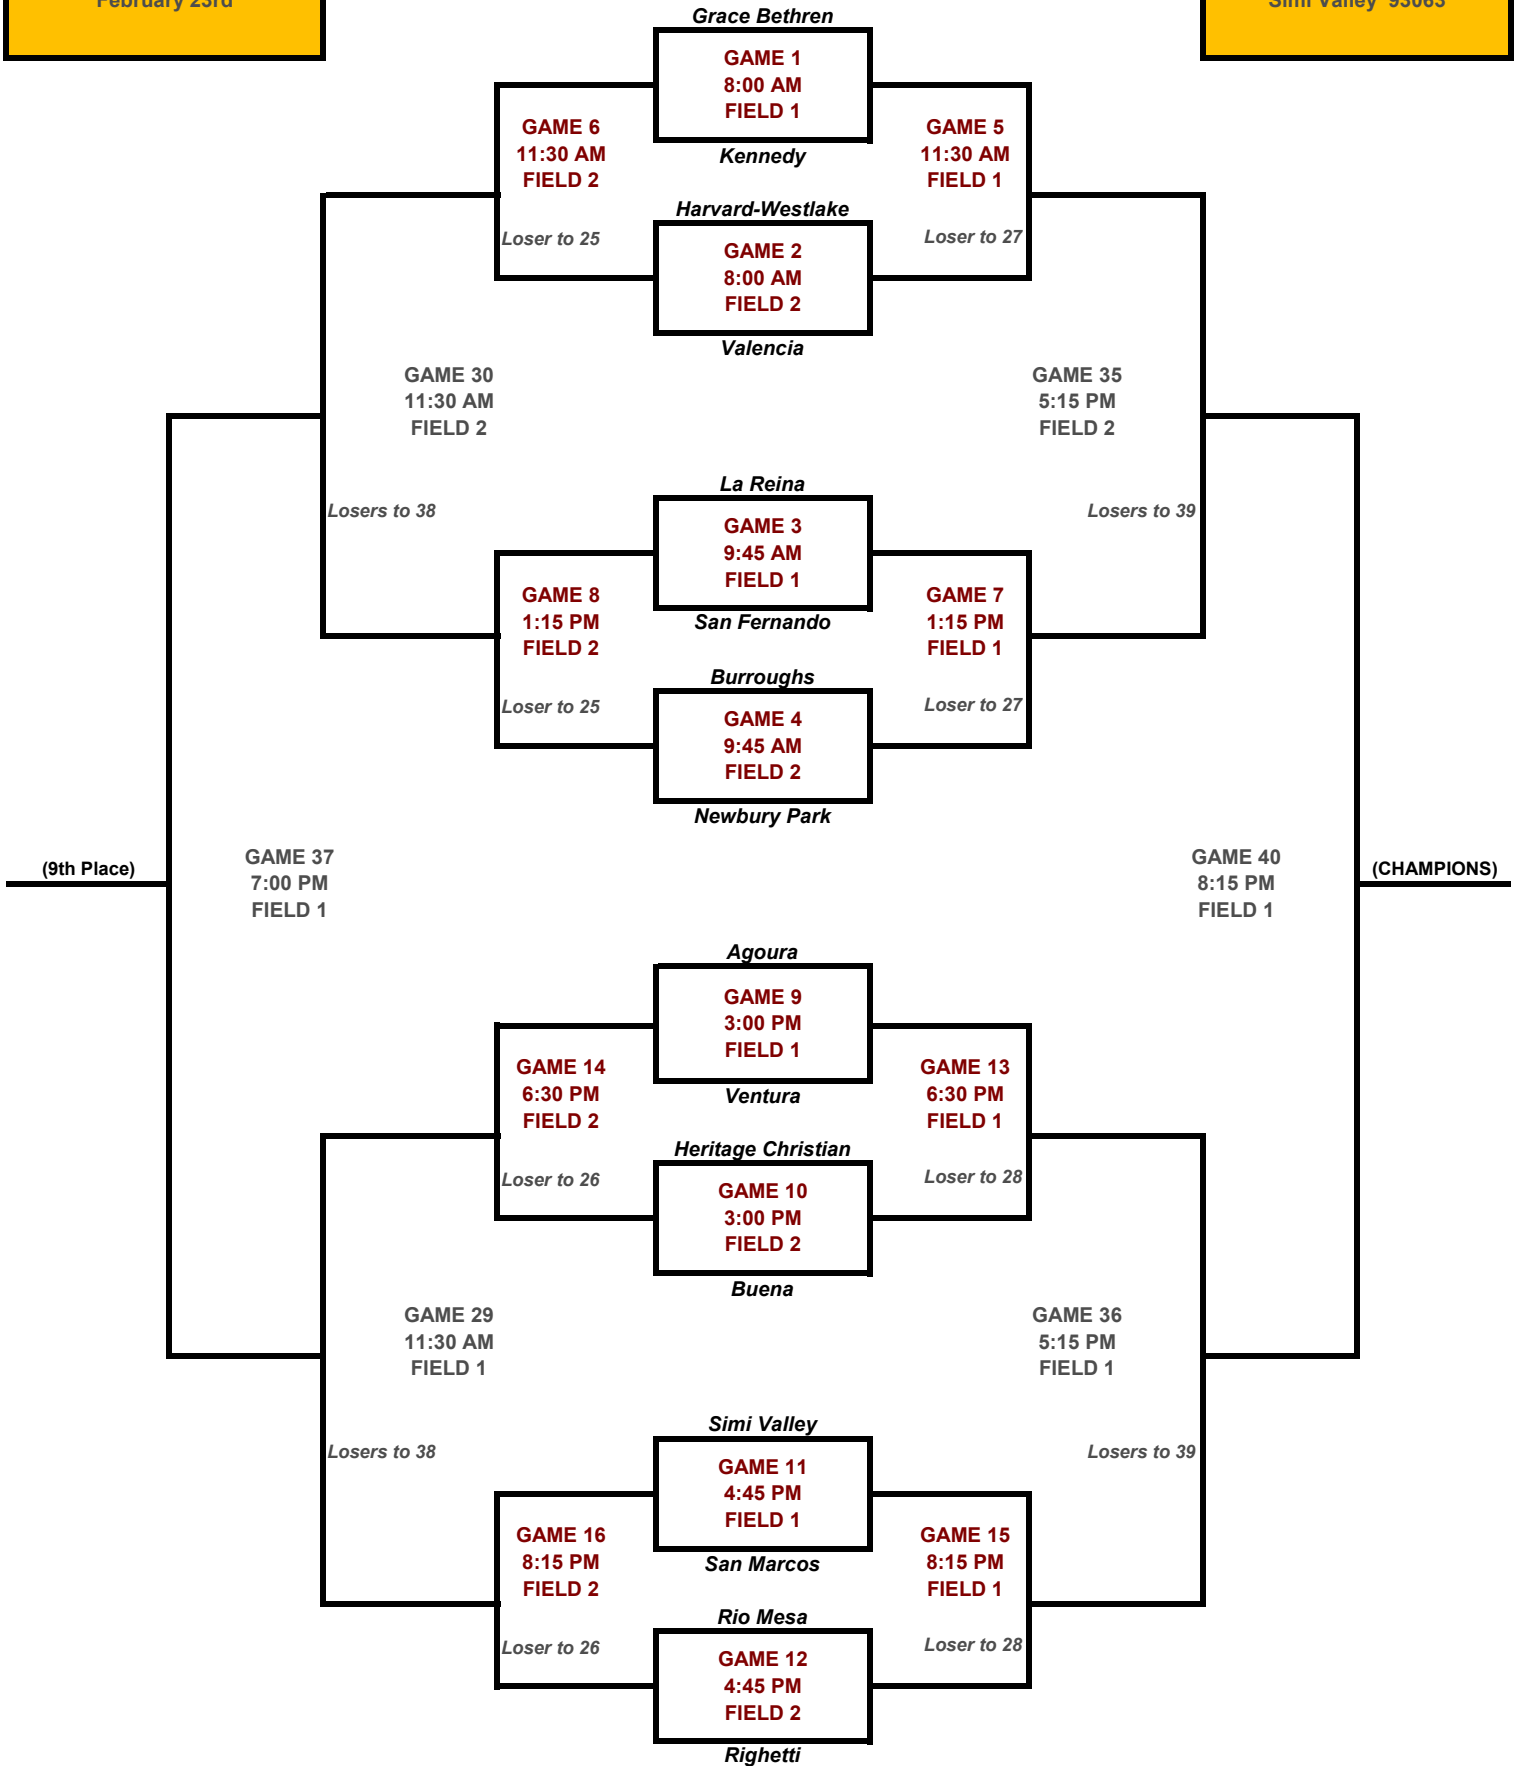 February 23rd
Simi Valley 93063
Grace Bethren
GAME 1
8:00 AM
FIELD 1
Kennedy
GAME 6
11:30 AM
FIELD 2
Loser to 25
GAME 5
11:30 AM
FIELD 1
Loser to 27
Harvard-Westlake
GAME 2
8:00 AM
FIELD 2
Valencia
GAME 30
11:30 AM
FIELD 2
Losers to 38
GAME 35
5:15 PM
FIELD 2
Losers to 39
La Reina
GAME 3
9:45 AM
FIELD 1
San Fernando
GAME 8
1:15 PM
FIELD 2
Loser to 25
GAME 7
1:15 PM
FIELD 1
Loser to 27
Burroughs
GAME 4
9:45 AM
FIELD 2
Newbury Park
(9th Place)
GAME 37
7:00 PM
FIELD 1
GAME 40
8:15 PM
FIELD 1
(CHAMPIONS)
Agoura
GAME 9
3:00 PM
FIELD 1
Ventura
GAME 14
6:30 PM
FIELD 2
Loser to 26
GAME 13
6:30 PM
FIELD 1
Loser to 28
Heritage Christian
GAME 10
3:00 PM
FIELD 2
Buena
GAME 29
11:30 AM
FIELD 1
Losers to 38
GAME 36
5:15 PM
FIELD 1
Losers to 39
Simi Valley
GAME 11
4:45 PM
FIELD 1
San Marcos
GAME 16
8:15 PM
FIELD 2
Loser to 26
GAME 15
8:15 PM
FIELD 1
Loser to 28
Rio Mesa
GAME 12
4:45 PM
FIELD 2
Righetti